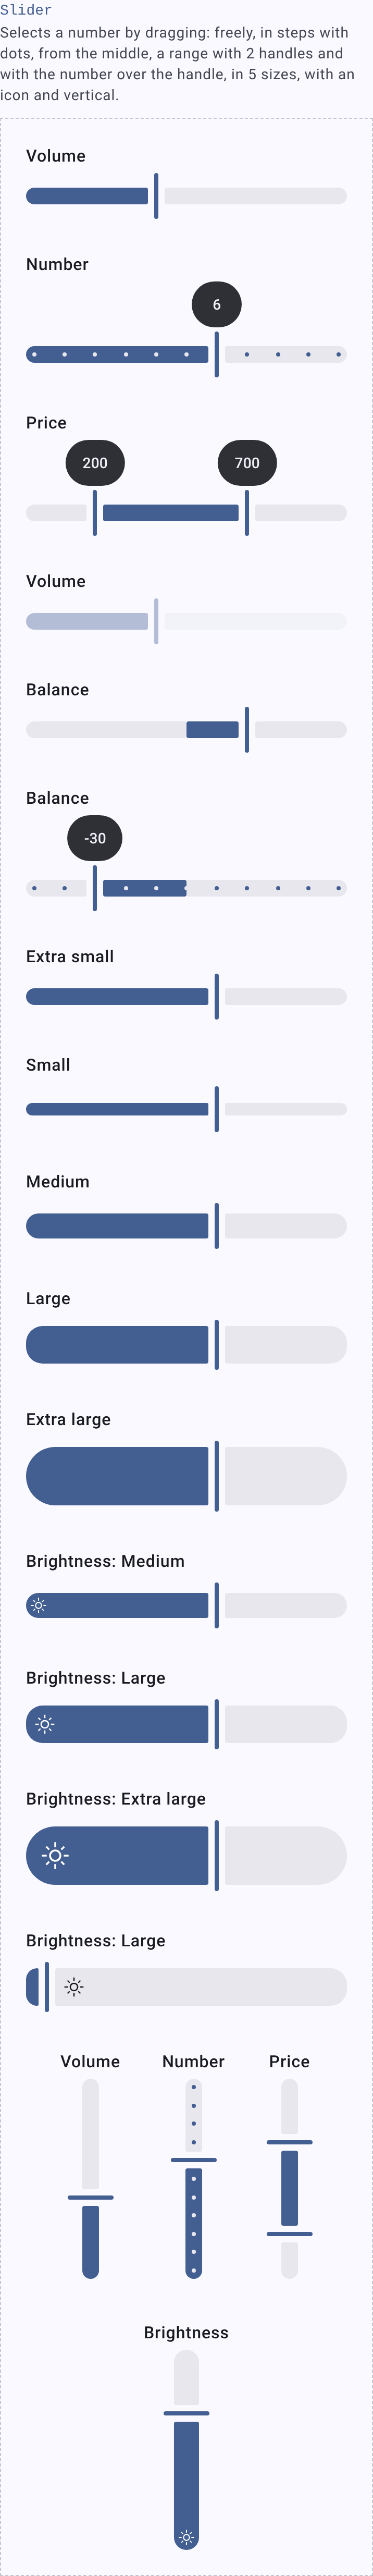 Slider
Selects a number by dragging: freely, in steps with
dots, from the middle, a range with 2 handles and
with the number over the handle, in 5 sizes, with an
icon and vertical.
Volume
Number
6
Price
200 700
Volume
Balance
Balance
-30
Extra small
Small
Medium
Large
Extra large
Brightness: Medium
Brightness: Large
Brightness: Extra large
Brightness: Large
Volume Number Price
Brightness